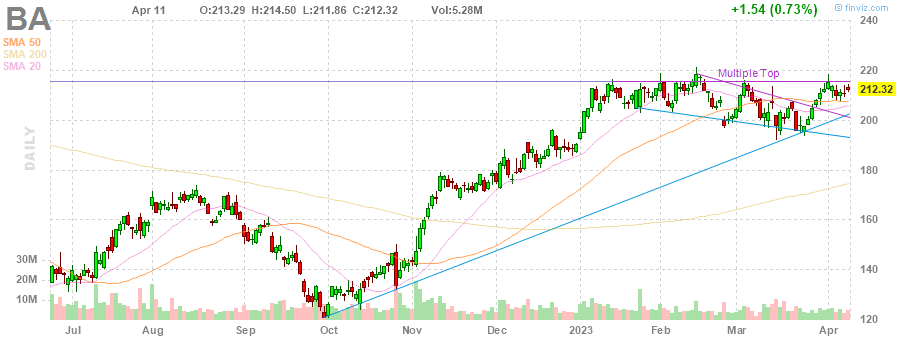 BA
Apr 11 O:213.29 H:214.50 L:211.86 C:212.32 Vol:5.28M +1.54 (0.73%)
finviz.com
SMA 50
SMA 200
SMA 20
DAILY
Multiple Top
240
220
212.32
200
180
160
140
120
30M
20M
10M
Jul Aug Sep Oct Nov Dec 2023 Feb Mar Apr